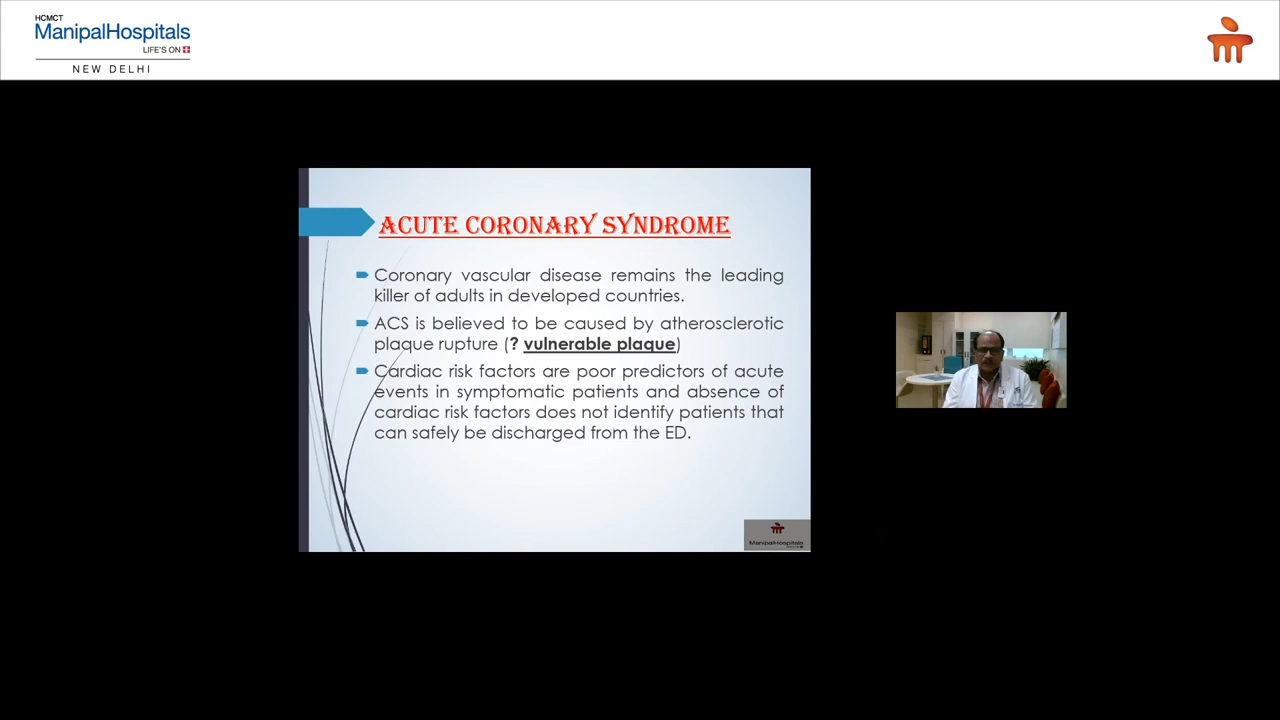 HCMCT
ManipalHospitals
LIFE'S ON
NEW DELHI
ACUTE CORONARY SYNDROME
Coronary vascular disease remains the leading
killer of adults in developed countries.
ACS is believed to be caused by atherosclerotic
plaque rupture (? vulnerable plaque)
Cardiac risk factors are poor predictors of acute
events in symptomatic patients and absence of
cardiac risk factors does not identify patients that
can safely be discharged from the ED.
ManipalHospitals